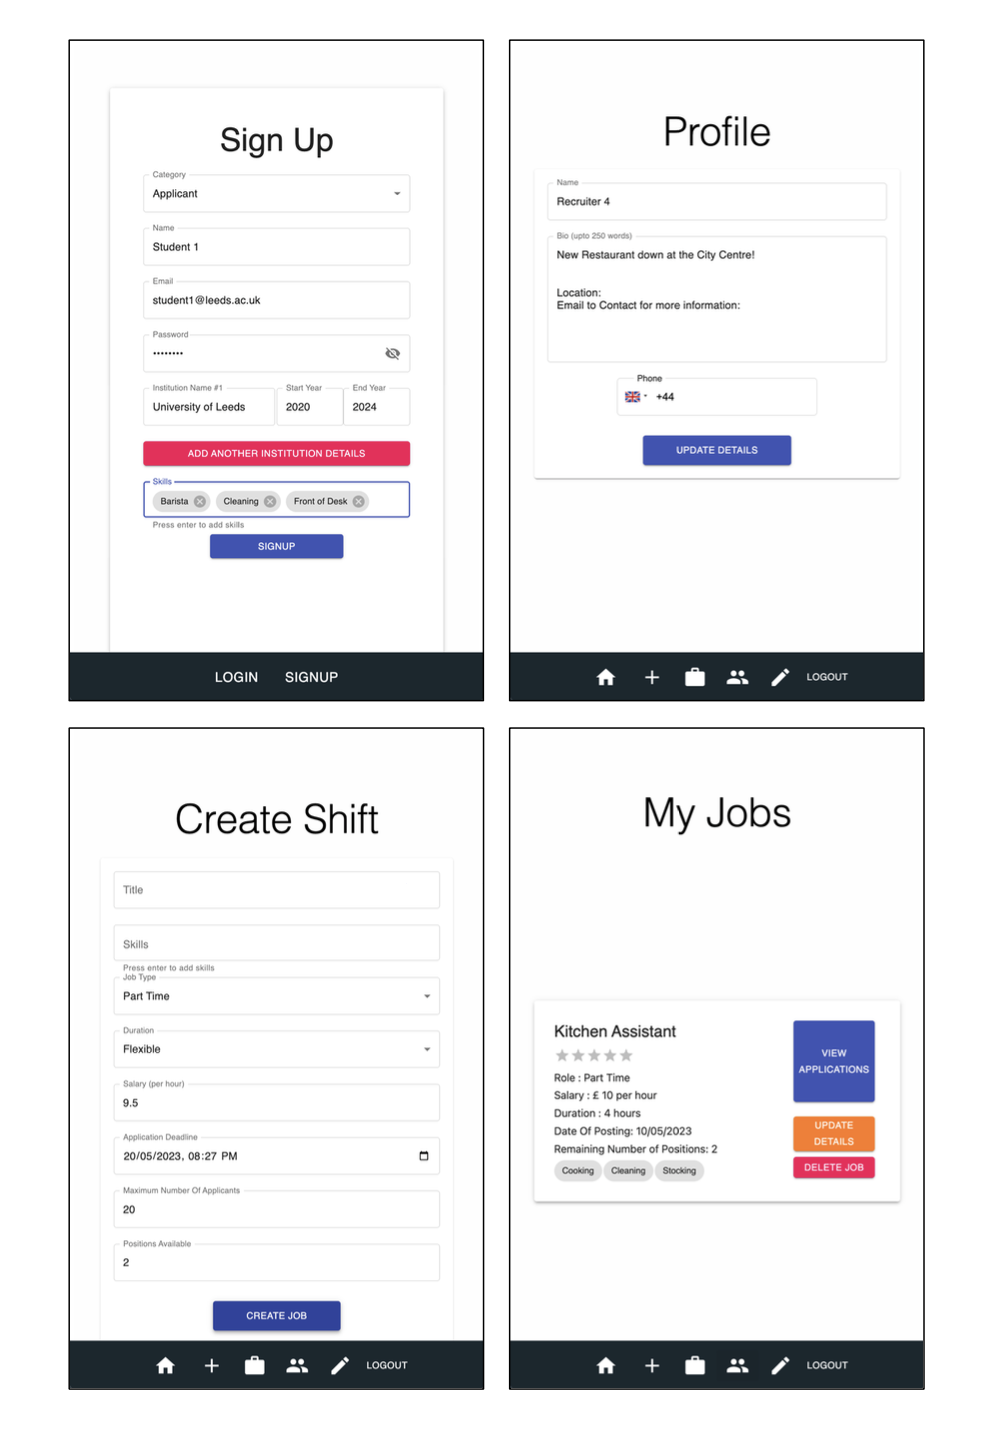 Sign Up
Category
Applicant
Name
Student 1
Email
student1@leeds.ac.uk
Password
••••••••
Institution Name #1
Start Year
End Year
University of Leeds
2020
2024
ADD ANOTHER INSTITUTION DETAILS
Skills
Barista
Cleaning
Front of Desk
Press enter to add skills
SIGNUP
LOGIN
SIGNUP
Profile
Name
Recruiter 4
Bio (upto 250 words)
New Restaurant down at the City Centre!
Location:
Email to Contact for more information:
Phone
+44
UPDATE DETAILS
LOGOUT
Create Shift
Title
Skills
Press enter to add skills
Job Type
Part Time
Duration
Flexible
Salary (per hour)
9.5
Application Deadline
20/05/2023, 08:27 PM
Maximum Number Of Applicants
20
Positions Available
2
CREATE JOB
LOGOUT
My Jobs
Kitchen Assistant
Role : Part Time
Salary : £ 10 per hour
Duration : 4 hours
Date Of Posting: 10/05/2023
Remaining Number of Positions: 2
Cooking
Cleaning
Stocking
VIEW
APPLICATIONS
UPDATE
DETAILS
DELETE JOB
LOGOUT